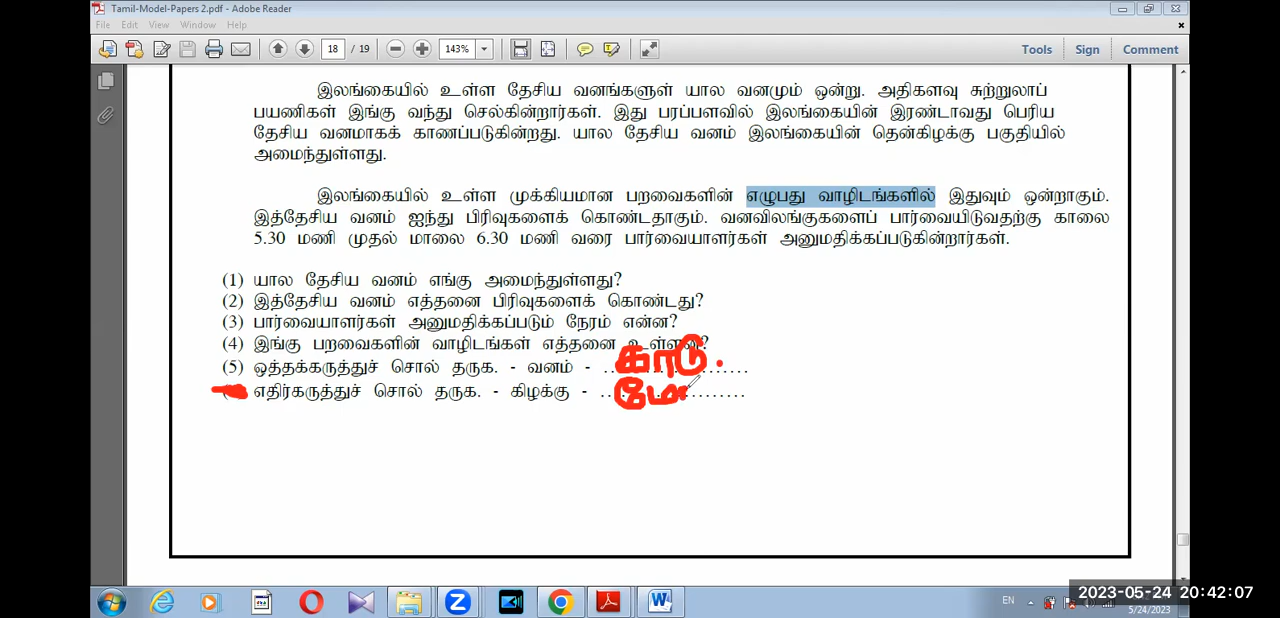 Tamil-Model-Papers 2.pdf - Adobe Reader
File Edit View Window Help
18 / 19 143% Tools Sign Comment
இலங்கையில் உள்ள தேசிய வனங்களுள் யால வனமும் ஒன்று. அதிகளவு சுற்றுலாப்
பயணிகள் இங்கு வந்து செல்கின்றார்கள். இது பரப்பளவில் இலங்கையின் இரண்டாவது பெரிய
தேசிய வனமாகக் காணப்படுகின்றது. யால தேசிய வனம் இலங்கையின் தென்கிழக்கு பகுதியில்
அமைந்துள்ளது.
இலங்கையில் உள்ள முக்கியமான பறவைகளின் எழுபது வாழிடங்களில் இதுவும் ஒன்றாகும்.
இத்தேசிய வனம் ஐந்து பிரிவுகளைக் கொண்டதாகும். வனவிலங்குகளைப் பார்வையிடுவதற்கு காலை
5.30 மணி முதல் மாலை 6.30 மணி வரை பார்வையாளர்கள் அனுமதிக்கப்படுகின்றார்கள்.
(1) யால தேசிய வனம் எங்கு அமைந்துள்ளது?
(2) இத்தேசிய வனம் எத்தனை பிரிவுகளைக் கொண்டது?
(3) பார்வையாளர்கள் அனுமதிக்கப்படும் நேரம் என்ன?
(4) இங்கு பறவைகளின் வாழிடங்கள் எத்தனை உள்ளன?
(5) ஒத்தக்கருத்துச் சொல் தருக. - வனம் - காடு.
எதிர்கருத்துச் சொல் தருக. - கிழக்கு - மே
EN
2023-05-24 20:42:07
5/24/2023